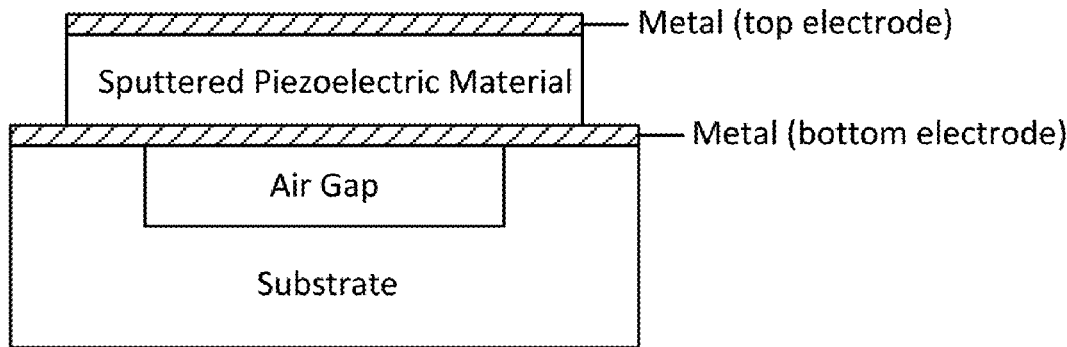 Metal (top electrode)
Sputtered Piezoelectric Material
Metal (bottom electrode)
Air Gap
Substrate